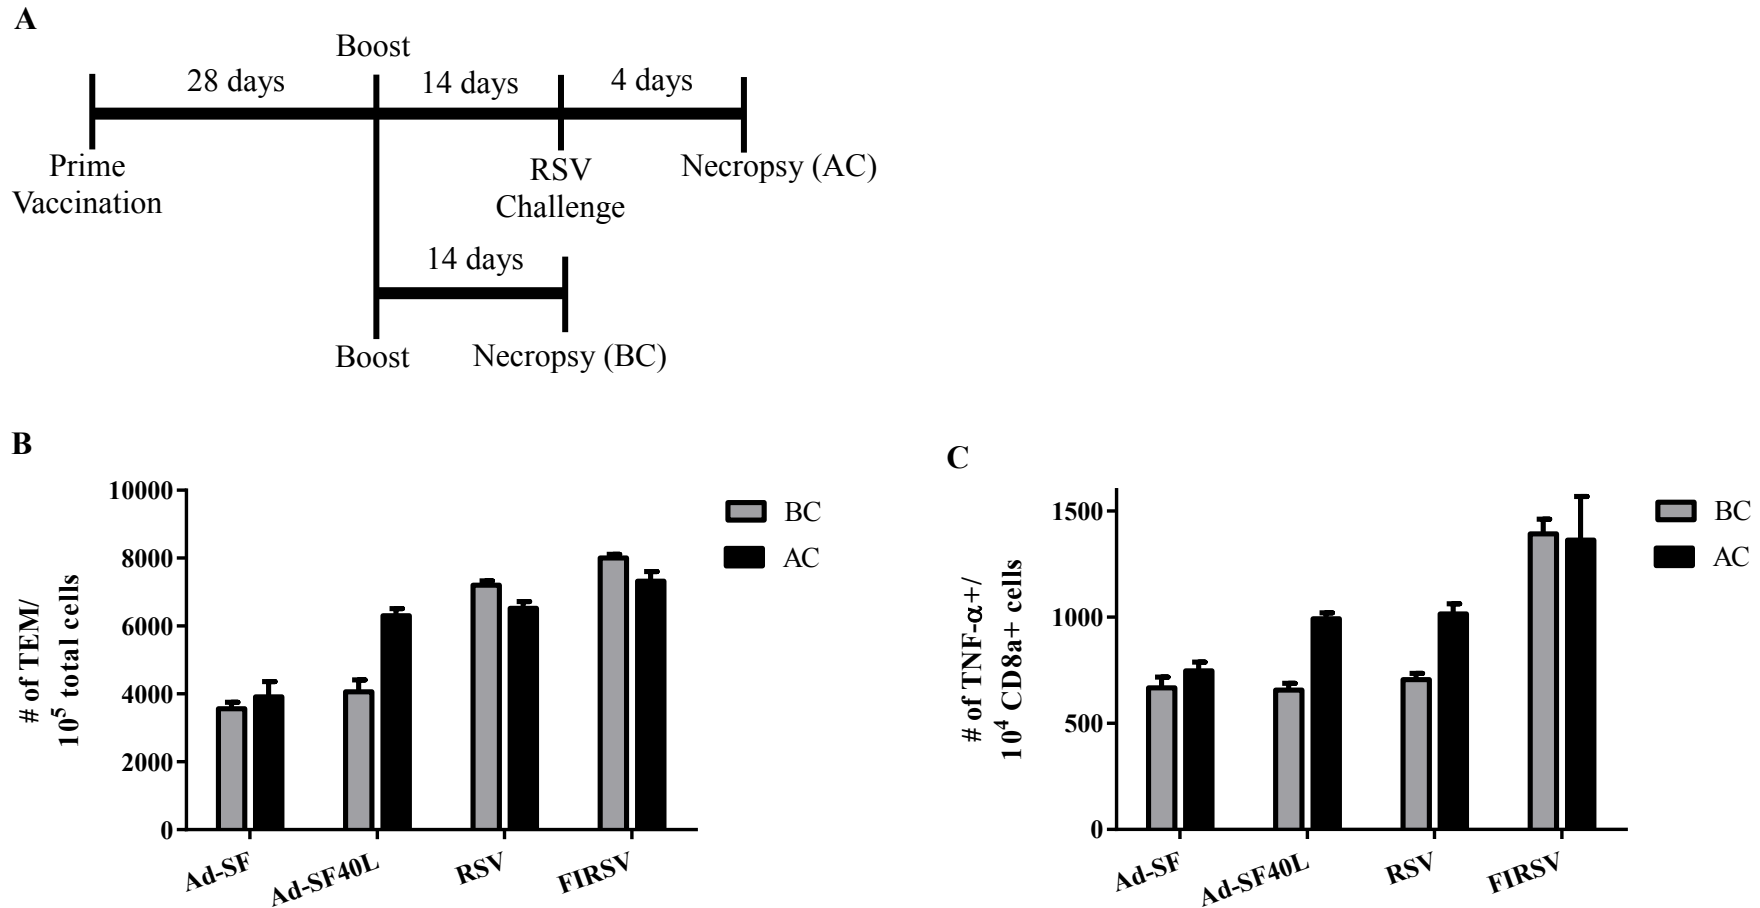 A
Boost
28 days
14 days
4 days
Prime
Vaccination
RSV
Challenge
Necropsy (AC)
14 days
Boost
Necropsy (BC)
B
# of TEM/
10⁵ total cells
10000
8000
6000
4000
2000
0
Ad-SF
Ad-SF40L
RSV
FIRSV
BC
AC
C
# of TNF-α+/
10⁴ CD8a+ cells
1500
1000
500
0
Ad-SF
Ad-SF40L
RSV
FIRSV
BC
AC